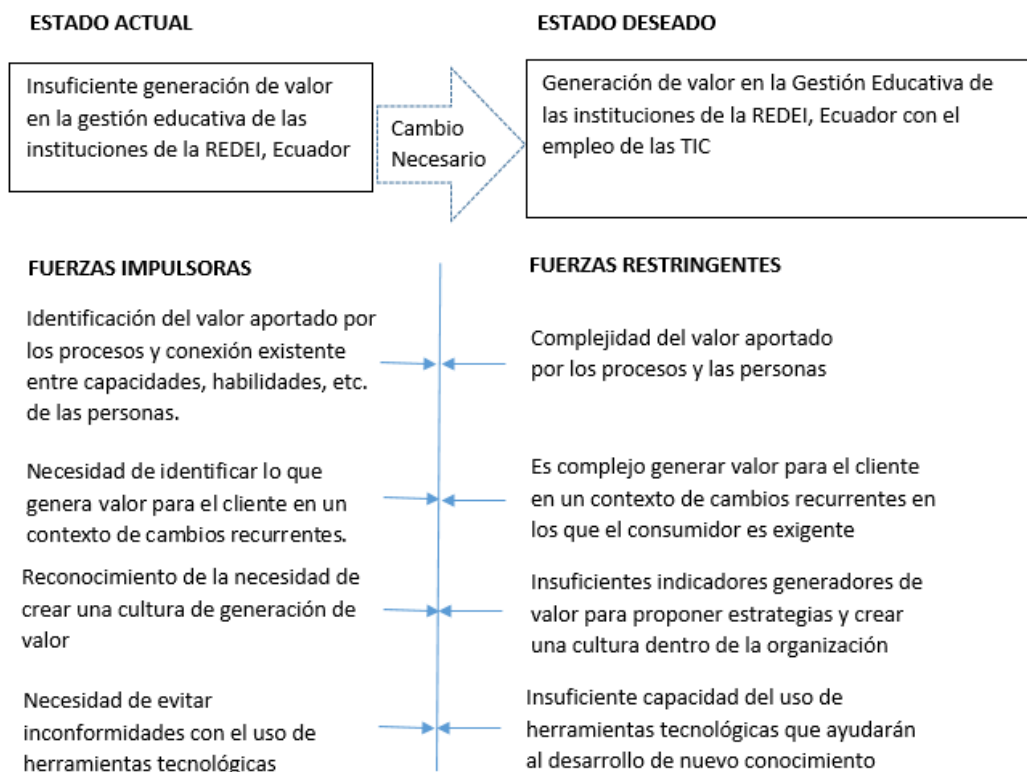 ESTADO ACTUAL
ESTADO DESEADO
Insuficiente generación de valor
en la gestión educativa de las
instituciones de la REDEI, Ecuador
Cambio
Necesario
Generación de valor en la Gestión Educativa de
las instituciones de la REDEI, Ecuador con el
empleo de las TIC
FUERZAS IMPULSORAS
FUERZAS RESTRINGENTES
Identificación del valor aportado por
los procesos y conexión existente
entre capacidades, habilidades, etc.
de las personas.
Complejidad del valor aportado
por los procesos y las personas
Necesidad de identificar lo que
genera valor para el cliente en un
contexto de cambios recurrentes.
Es complejo generar valor para el cliente
en un contexto de cambios recurrentes en
los que el consumidor es exigente
Reconocimiento de la necesidad de
crear una cultura de generación de
valor
Insuficientes indicadores generadores de
valor para proponer estrategias y crear
una cultura dentro de la organización
Necesidad de evitar
inconformidades con el uso de
herramientas tecnológicas
Insuficiente capacidad del uso de
herramientas tecnológicas que ayudarán
al desarrollo de nuevo conocimiento